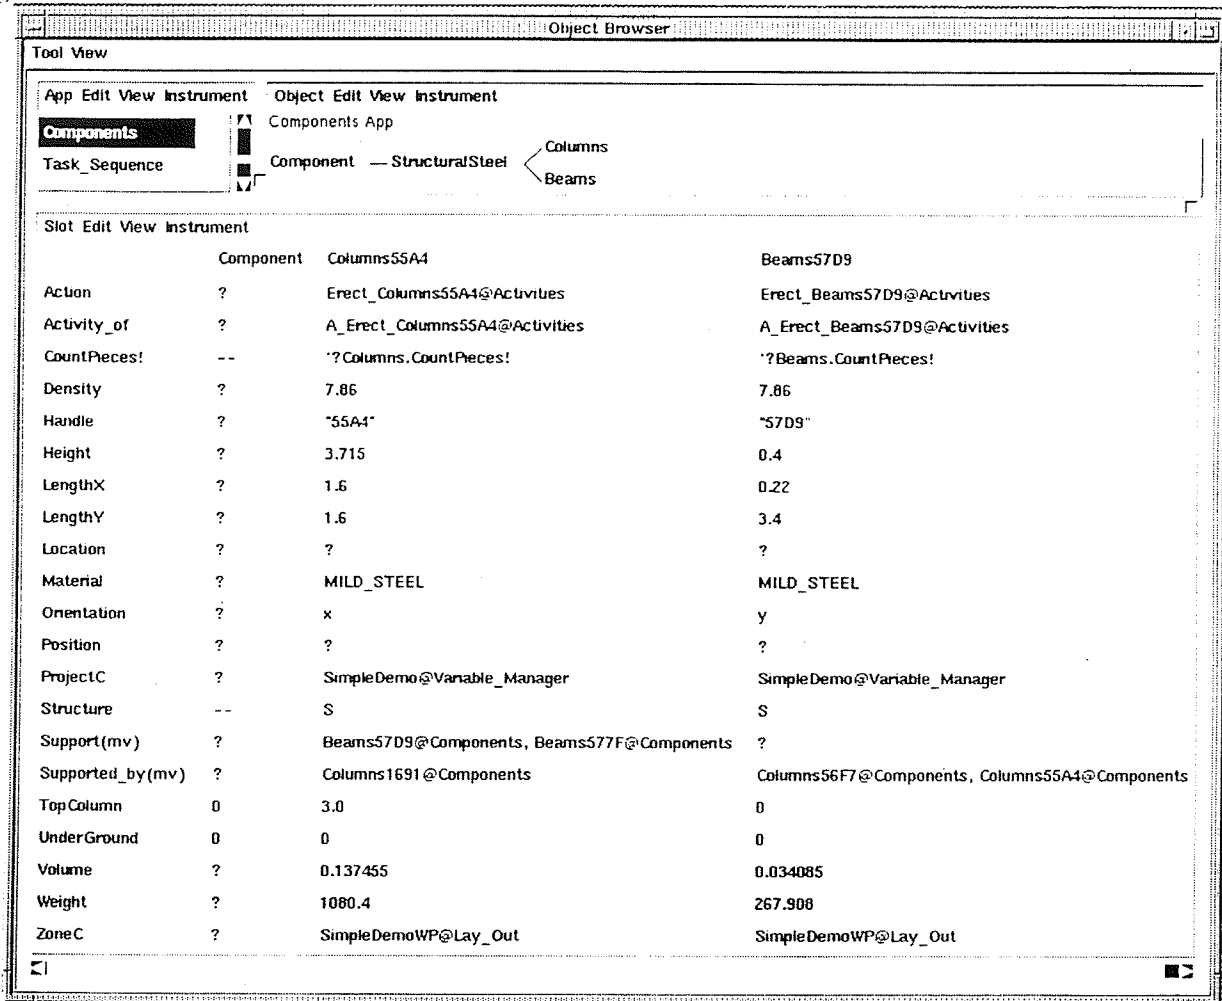 Object Browser
Tool View
App Edit View Instrument Object Edit View Instrument
Components Components App
Task_Sequence Component StructuralSteel Columns
Beams
Slot Edit View Instrument
Component Columns55A4 Beams57D9
Action ? Erect_Columns55A4@Activities Erect_Beams57D9@Activities
Activity_of ? A_Erect_Columns55A4@Activities A_Erect_Beams57D9@Activities
CountPieces! -- '?Columns.CountPieces! '?Beams.CountPieces!
Density ? 7.86 7.86
Handle ? "55A4" "57D9"
Height ? 3.715 0.4
LengthX ? 1.6 0.22
LengthY ? 1.6 3.4
Location ? ? ?
Material ? MILD_STEEL MILD_STEEL
Orientation ? x y
Position ? ? ?
ProjectC ? SimpleDemo@Variable_Manager SimpleDemo@Variable_Manager
Structure -- S S
Support(mv) ? Beams57D9@Components, Beams577F@Components ?
Supported_by(mv) ? Columns1691@Components Columns56F7@Components, Columns55A4@Components
TopColumn 0 3.0 0
UnderGround 0 0 0
Volume ? 0.137455 0.034085
Weight ? 1080.4 267.908
ZoneC ? SimpleDemoWP@Lay_Out SimpleDemoWP@Lay_Out